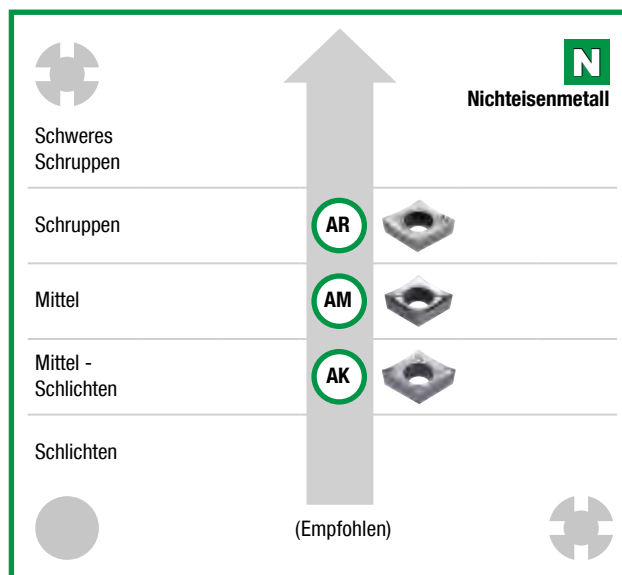 N
Nichteisenmetall
Schweres
Schruppen
Schruppen
AR
Mittel
AM
Mittel -
Schlichten
AK
Schlichten
(Empfohlen)